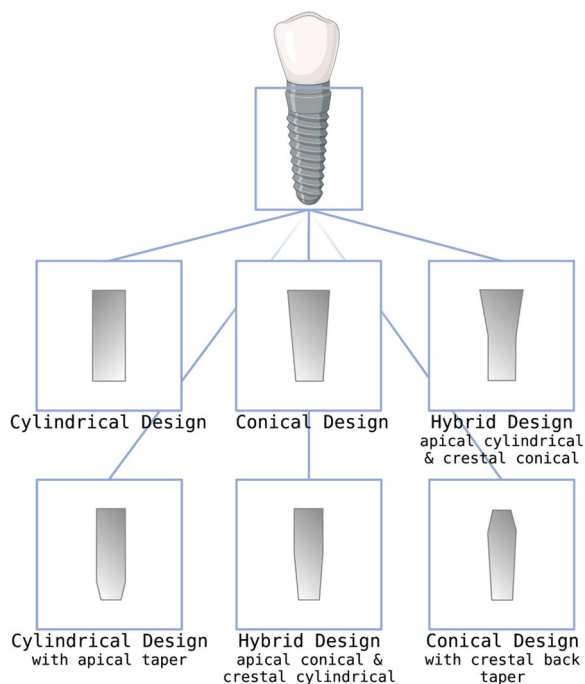 Cylindrical Design
Conical Design
Hybrid Design
apical cylindrical
& crestal conical
Cylindrical Design
with apical taper
Hybrid Design
apical conical &
crestal cylindrical
Conical Design
with crestal back
taper